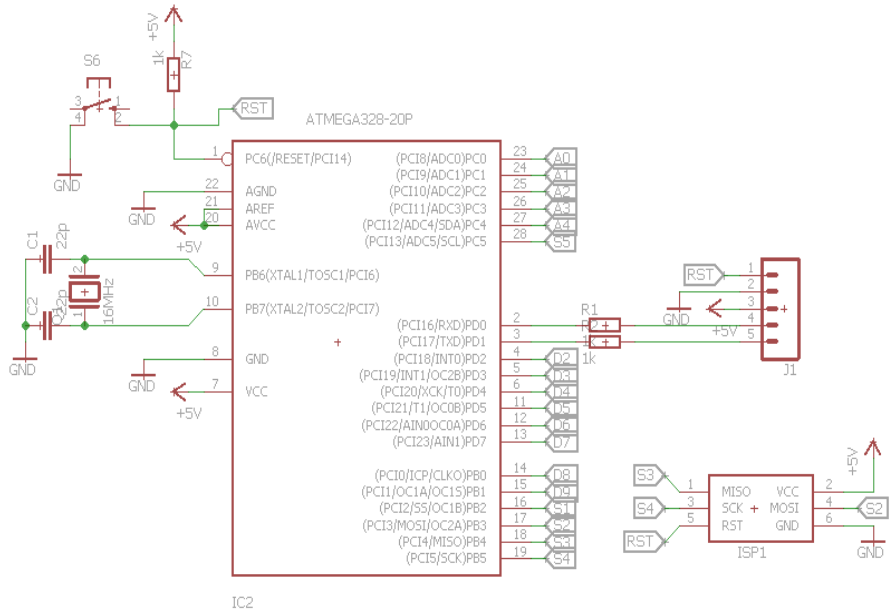 +5V
1k
R7
S6
3
1
4
2
RST
GND
ATMEGA328-20P
1
PC6(/RESET/PCI14)
22
AGND
21
AREF
20
AVCC
GND
+5V
9
PB6(XTAL1/TOSC1/PCI6)
10
PB7(XTAL2/TOSC2/PCI7)
8
GND
7
VCC
GND
+5V
C1
22p
C2
22p
2
1
16MHz
GND
(PCI8/ADC0)PC0
23
A0
(PCI9/ADC1)PC1
24
A1
(PCI10/ADC2)PC2
25
A2
(PCI11/ADC3)PC3
26
A3
(PCI12/ADC4/SDA)PC4
27
A4
(PCI13/ADC5/SCL)PC5
28
S5
(PCI16/RXD)PD0
2
(PCI17/TXD)PD1
3
(PCI18/INT0)PD2
4
D2
(PCI19/INT1/OC2B)PD3
5
D3
(PCI20/XCK/T0)PD4
6
D4
(PCI21/T1/OC0B)PD5
11
D5
(PCI22/AIN0OC0A)PD6
12
D6
(PCI23/AIN1)PD7
13
D7
(PCI0/ICP/CLKO)PB0
14
D8
(PCI1/OC1A/OC1S)PB1
15
D9
(PCI2/SS/OC1B)PB2
16
S1
(PCI3/MOSI/OC2A)PB3
17
S2
(PCI4/MISO)PB4
18
S3
(PCI5/SCK)PB5
19
S4
IC2
R1
R2
1k
1k
RST
1
2
3
4
5
GND
+5V
J1
S3
1
MISO
VCC
2
+5V
S4
3
SCK
MOSI
4
S2
RST
5
RST
GND
6
GND
ISP1